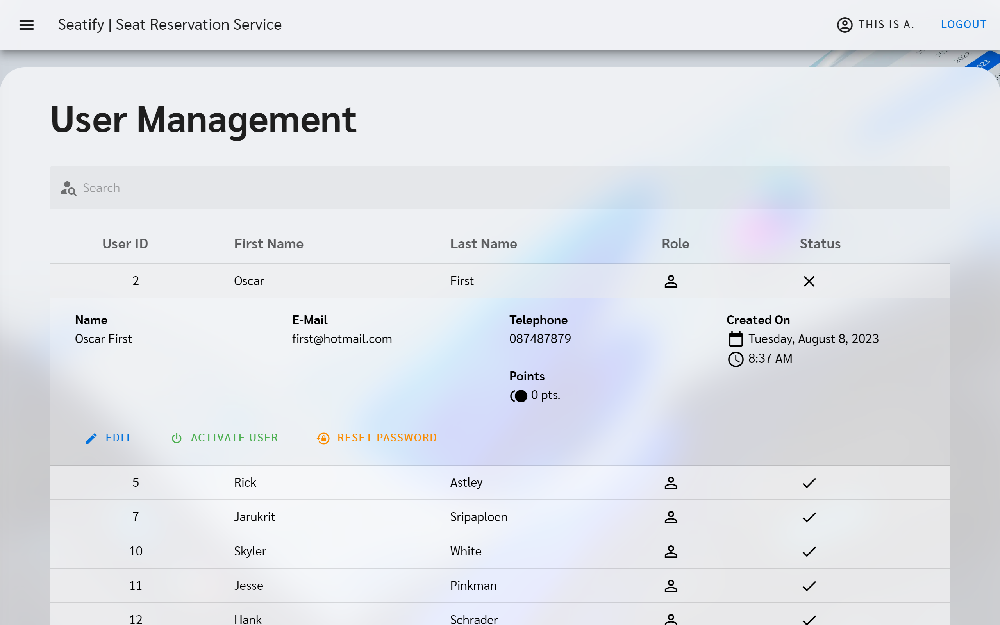 Seatify | Seat Reservation Service
THIS IS A.
LOGOUT
2022
2023
User Management
Search
User ID First Name Last Name Role Status
2 Oscar First
Name E-Mail Telephone Created On
Oscar First first@hotmail.com 087487879 Tuesday, August 8, 2023
8:37 AM
Points
0 pts.
EDIT ACTIVATE USER RESET PASSWORD
5 Rick Astley
7 Jarukrit Sripaploen
10 Skyler White
11 Jesse Pinkman
12 Hank Schrader